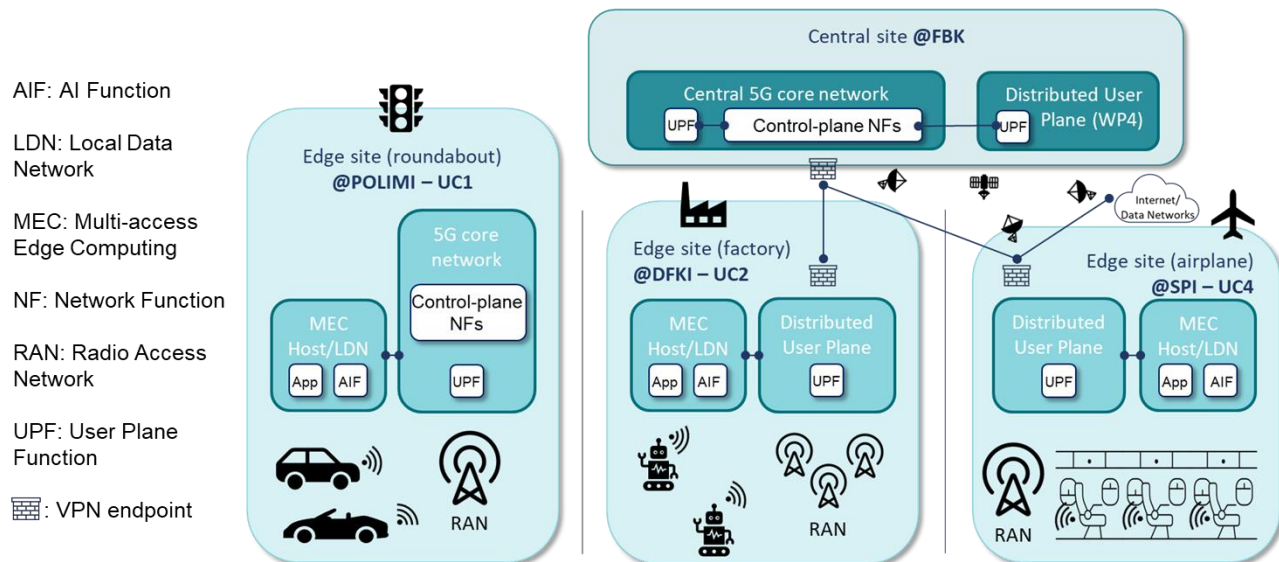 AIF: AI Function
LDN: Local Data
Network
MEC: Multi-access
Edge Computing
NF: Network Function
RAN: Radio Access
Network
UPF: User Plane
Function
: VPN endpoint
Edge site (roundabout)
@POLIMI – UC1
5G core
network
Control-plane
NFs
UPF
MEC
Host/LDN
App
AIF
RAN
Central site @FBK
Central 5G core network
UPF
Control-plane NFs
Distributed User
Plane (WP4)
UPF
Internet/
Data Networks
Edge site (factory)
@DFKI – UC2
MEC
Host/LDN
App
AIF
Distributed
User Plane
UPF
RAN
Edge site (airplane)
@SPI – UC4
Distributed
User Plane
UPF
MEC
Host/LDN
App
AIF
RAN